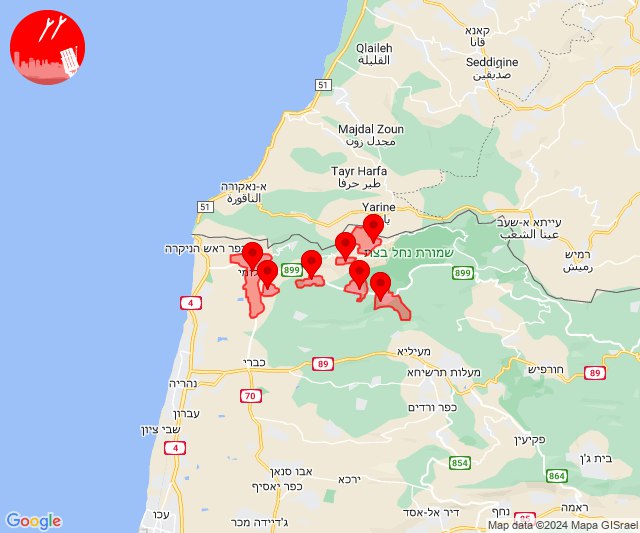 קאנא
قانا
Qlaileh
القليلة
Seddigine
صديقين
51
Majdal Zoun
مجدل زون
Tayr Harfa
طير حرفا
א-נאקורה
الناقورة
51
Yarine
עייתא א-שעב
عيتا الشعب
רמיש
رميش
כפר ראש הניקרה
שמורת נחל בצת
899
899
4
כברי
89
מעיליא
מעלות תרשיחא
חורפיש
89
נהריה
70
כפר ורדים
עברון
שבי ציון
פקיעין
4
854
בית ג'ן
864
אבו סנאן
ירכא
כפר יאסיף
עכו
ג'דיידה מכר
דיר אל-אסד
נחף
ראמה
85
Google
Map data ©2024 Mapa GISrael